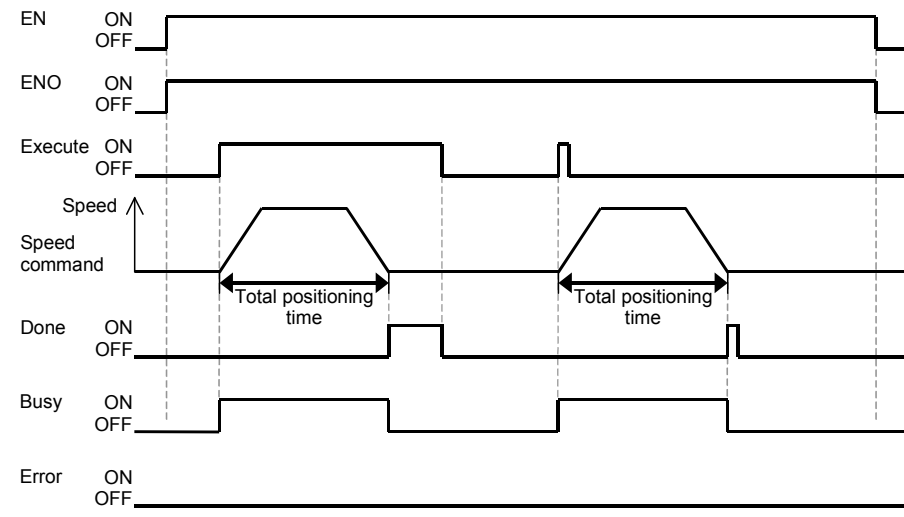 EN ON
OFF
ENO ON
OFF
Execute ON
OFF
Speed
Speed
command
Total positioning
time
Total positioning
time
Done ON
OFF
Busy ON
OFF
Error ON
OFF